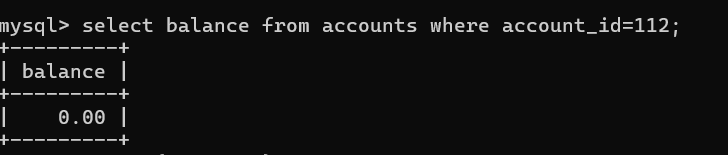 mysql> select balance from accounts where account_id=112;
+---------+
| balance |
+---------+
|    0.00 |
+---------+